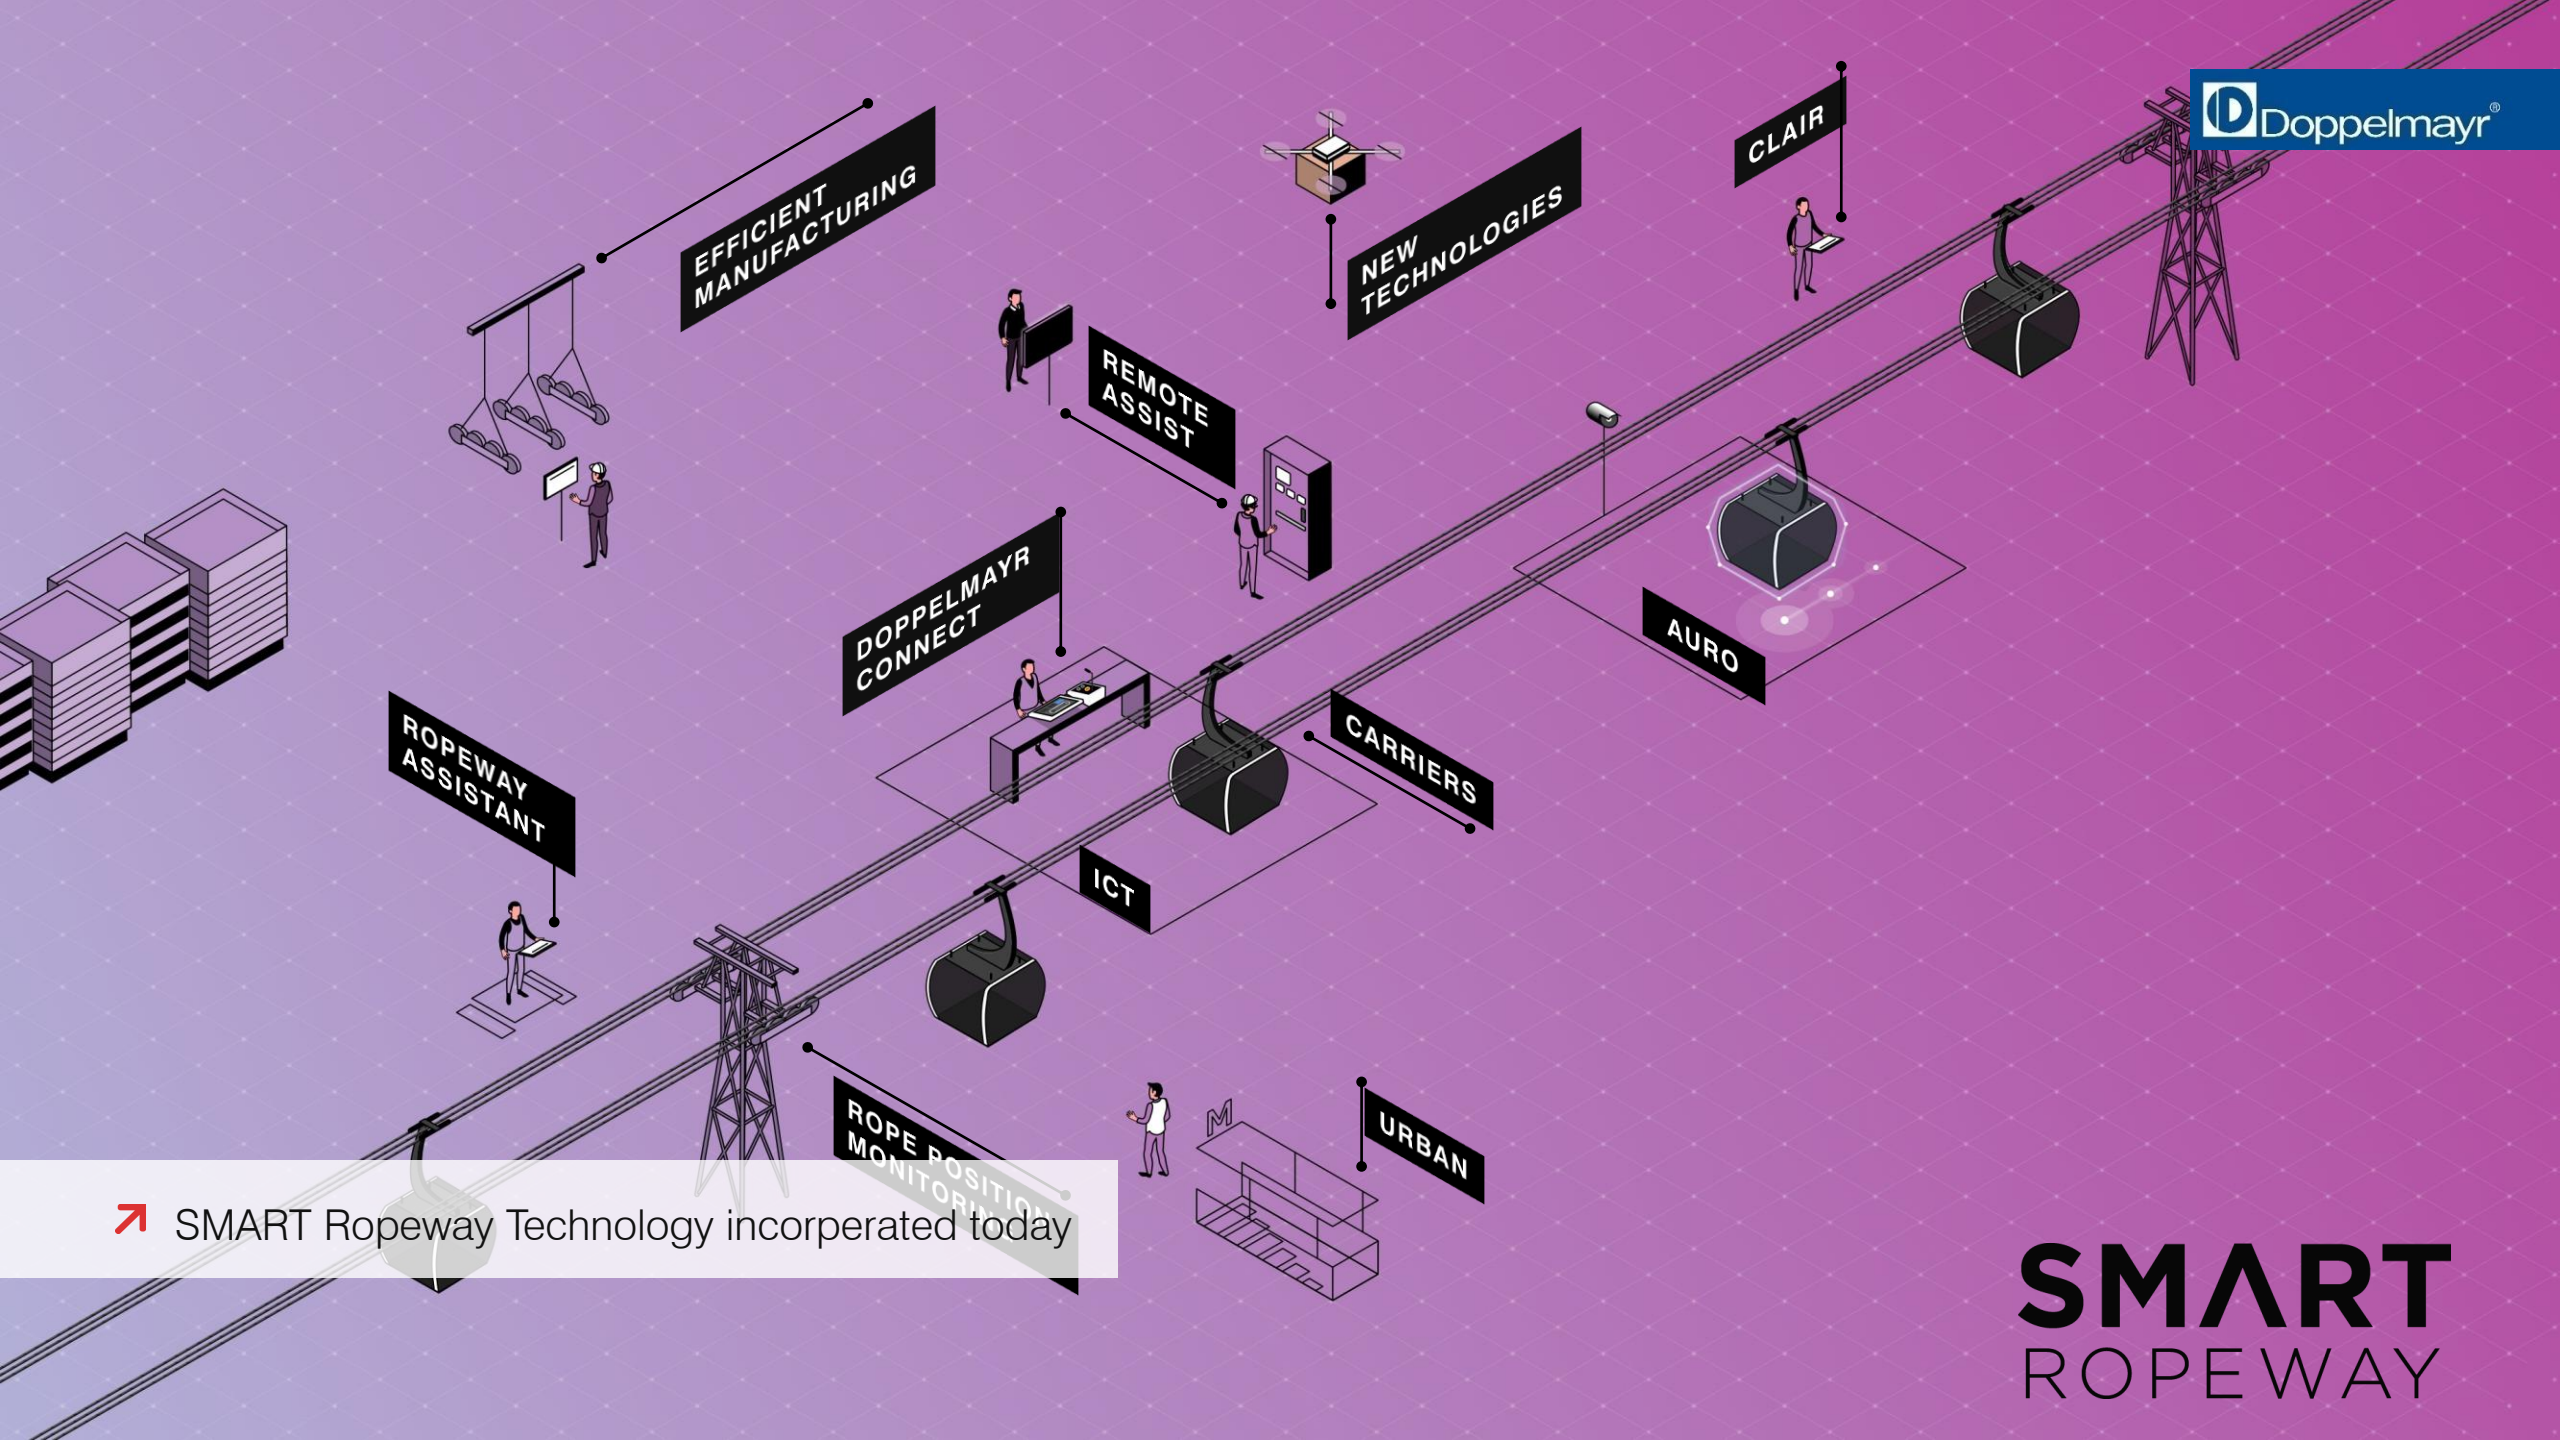 Doppelmayr®
CLAIR
EFFICIENT
MANUFACTURING
NEW
TECHNOLOGIES
REMOTE
ASSIST
DOPPELMAYR
CONNECT
AURO
ROPEWAY
ASSISTANT
CARRIERS
ICT
ROPE POSITION
MONITORING
M
URBAN
SMART Ropeway Technology incorperated today
SMART
ROPEWAY